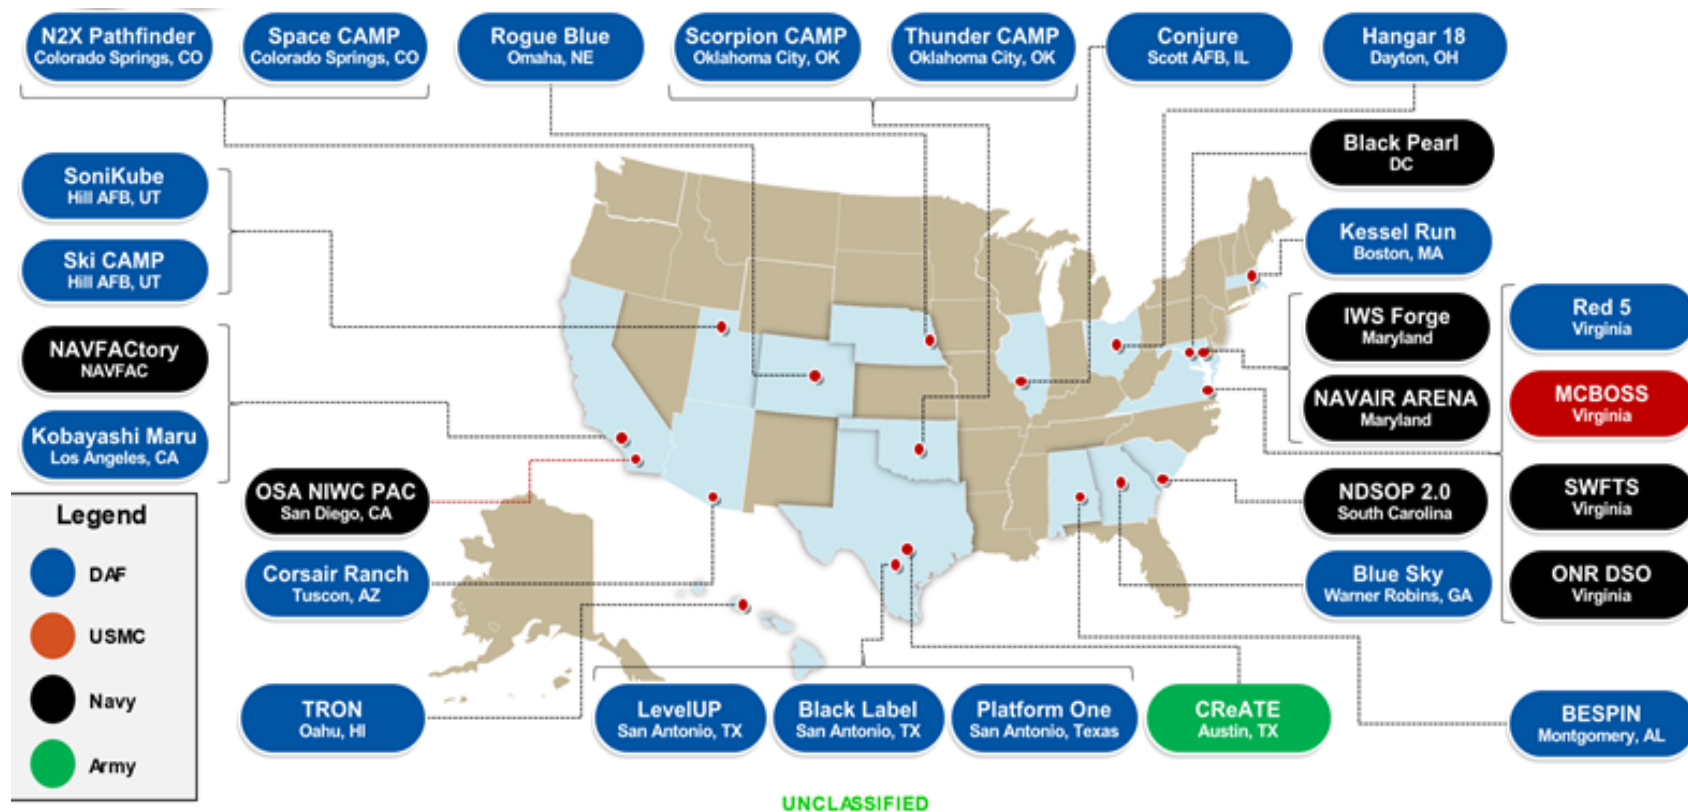 N2X Pathfinder
Colorado Springs, CO
Space CAMP
Colorado Springs, CO
Rogue Blue
Omaha, NE
Scorpion CAMP
Oklahoma City, OK
Thunder CAMP
Oklahoma City, OK
Conjure
Scott AFB, IL
Hangar 18
Dayton, OH
Black Pearl
DC
SoniKube
Hill AFB, UT
Kessel Run
Boston, MA
Ski CAMP
Hill AFB, UT
IWS Forge
Maryland
Red 5
Virginia
NAVFACtory
NAVFAC
NAVAIR ARENA
Maryland
MCBOSS
Virginia
Kobayashi Maru
Los Angeles, CA
OSA NIWC PAC
San Diego, CA
NDSOP 2.0
South Carolina
SWFTS
Virginia
Corsair Ranch
Tuscon, AZ
Blue Sky
Warner Robins, GA
ONR DSO
Virginia
Legend
DAF
USMC
Navy
Army
TRON
Oahu, HI
LevelUP
San Antonio, TX
Black Label
San Antonio, TX
Platform One
San Antonio, Texas
CReATE
Austin, TX
BESPIN
Montgomery, AL
UNCLASSIFIED